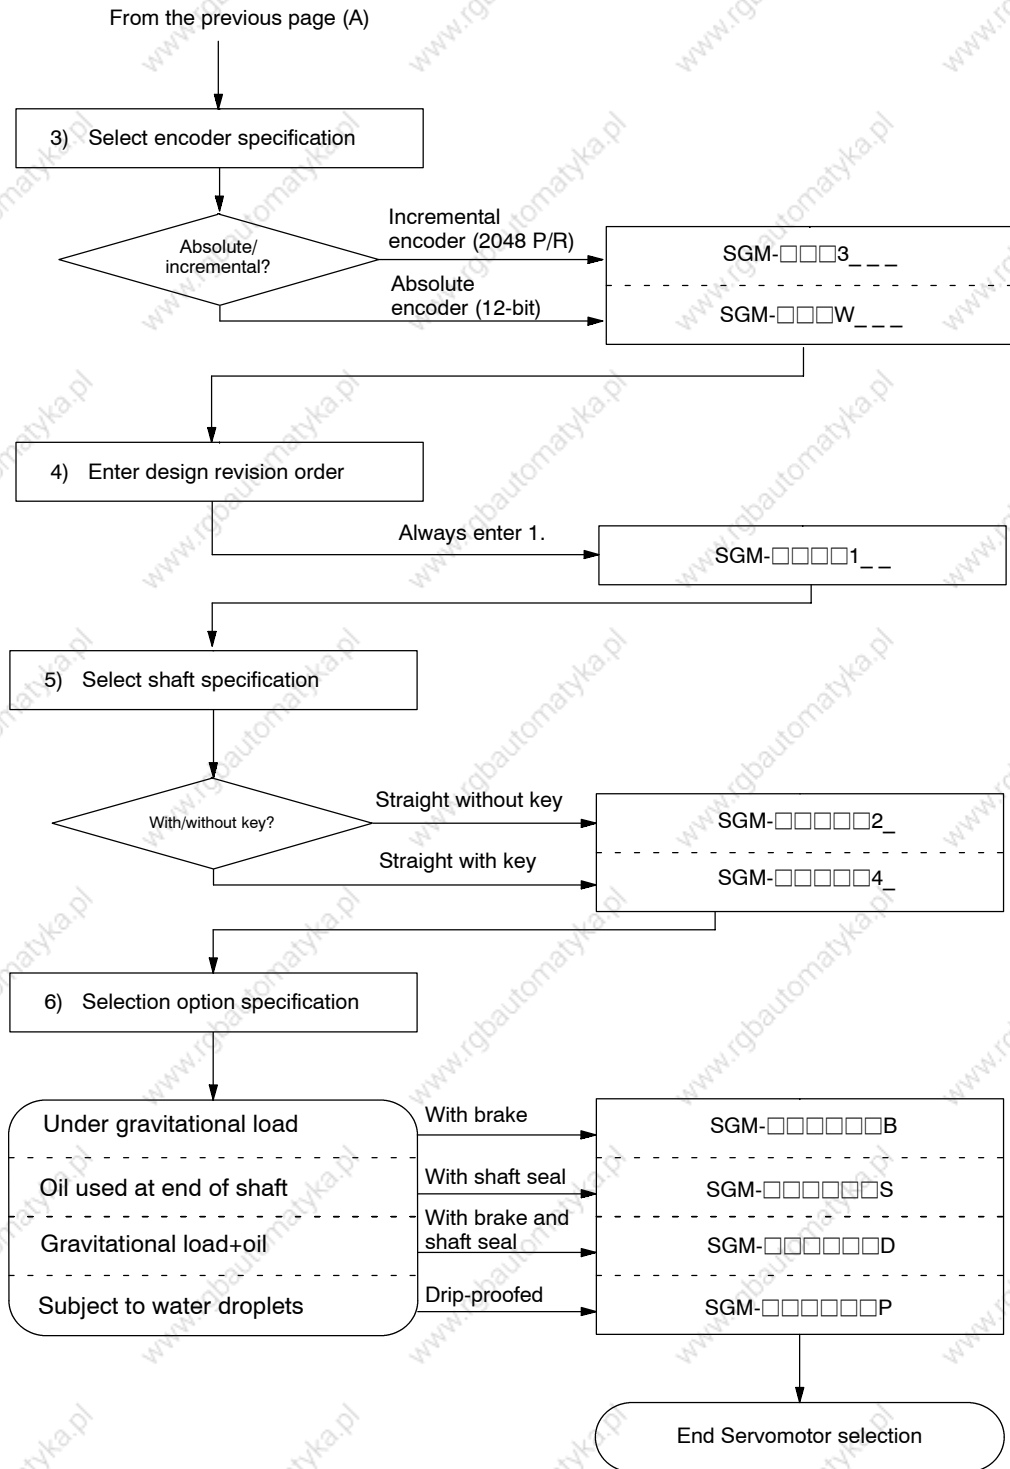 From the previous page (A)
3) Select encoder specification
Absolute/
incremental?
Incremental
encoder (2048 P/R)
Absolute
encoder (12-bit)
SGM-□□□3_ _ _
SGM-□□□W_ _ _
4) Enter design revision order
Always enter 1.
SGM-□□□□1_ _
5) Select shaft specification
With/without key?
Straight without key
Straight with key
SGM-□□□□□2_
SGM-□□□□□4_
6) Selection option specification
Under gravitational load
With brake
SGM-□□□□□□B
Oil used at end of shaft
With shaft seal
SGM-□□□□□□S
Gravitational load+oil
With brake and
shaft seal
SGM-□□□□□□D
Subject to water droplets
Drip-proofed
SGM-□□□□□□P
End Servomotor selection
www.rgbautomatyka.pl